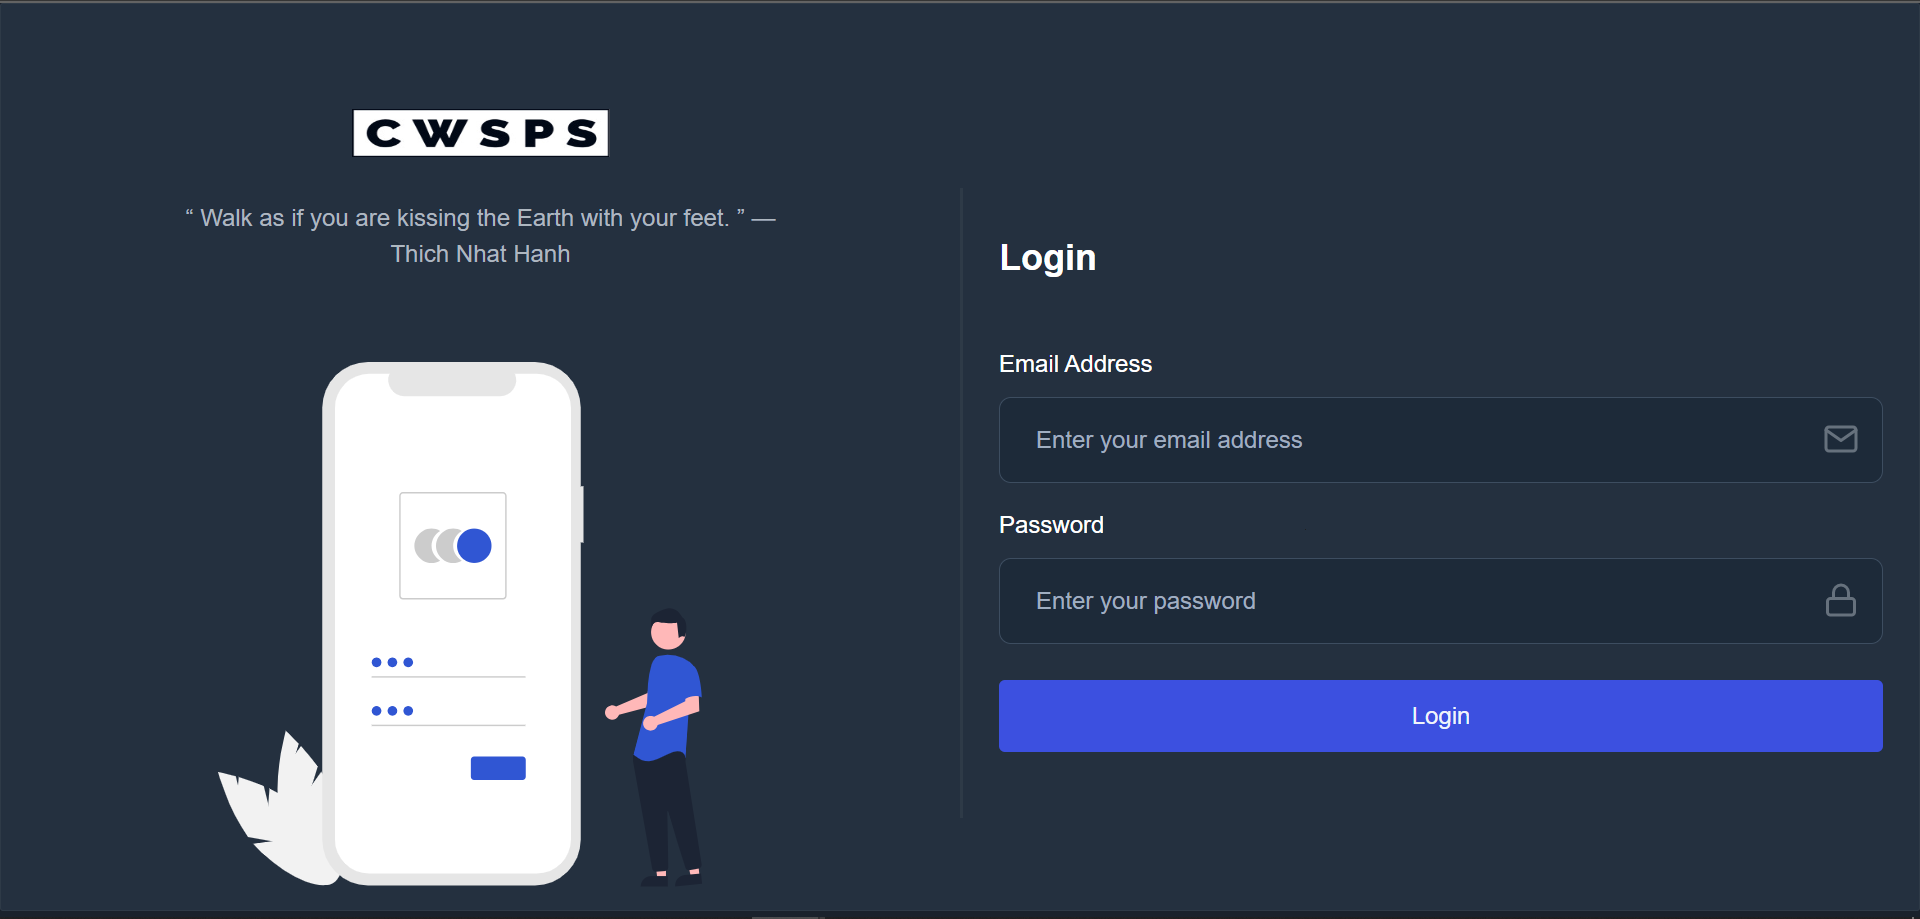 CWSPS
“ Walk as if you are kissing the Earth with your feet. ” —
Thich Nhat Hanh
Login
Email Address
Enter your email address
Password
Enter your password
Login